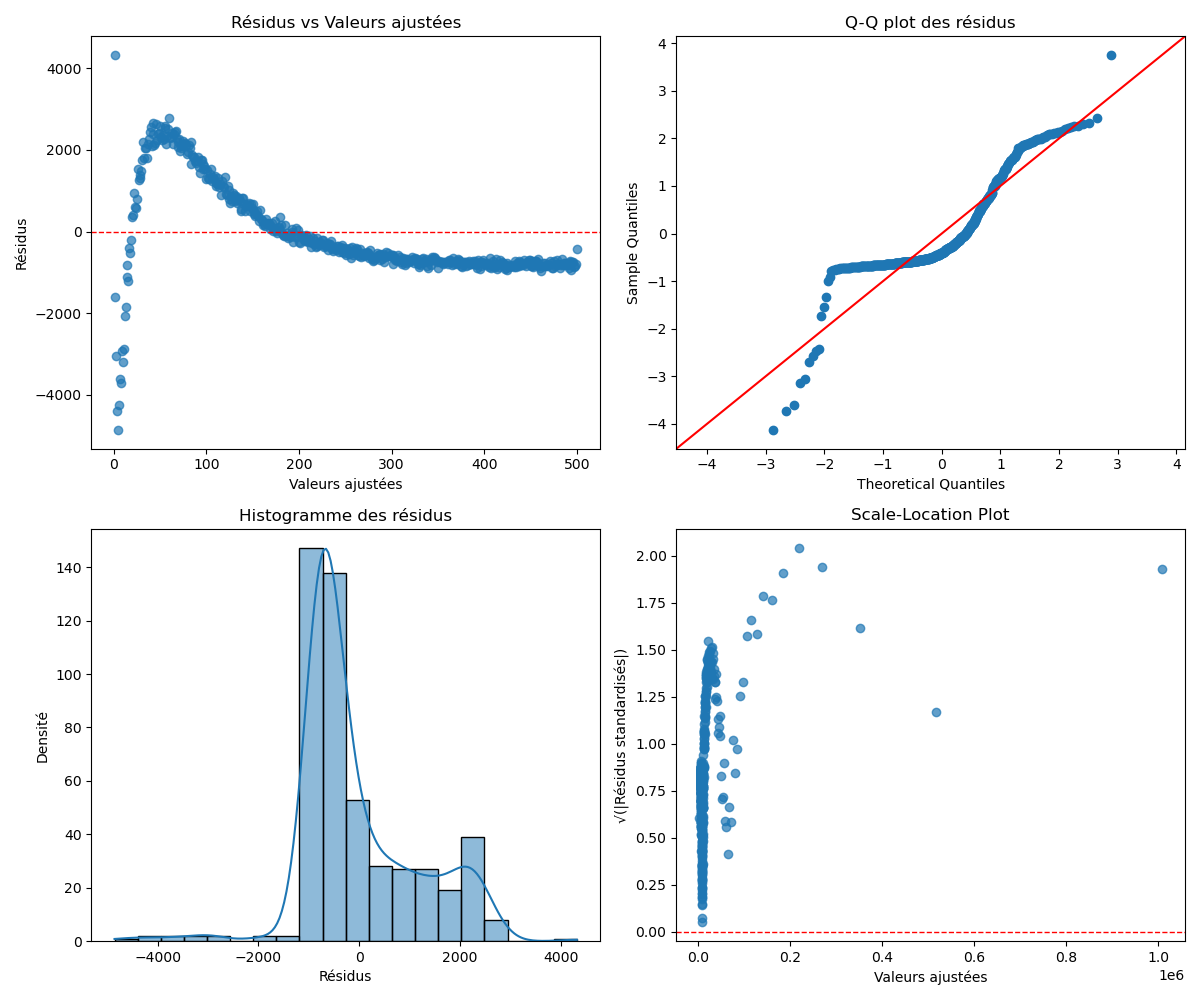 Résidus vs Valeurs ajustées
4000
2000
0
−2000
−4000
Résidus
0 100 200 300 400 500
Valeurs ajustées
Q-Q plot des résidus
4
3
2
1
0
−1
−2
−3
−4
Sample Quantiles
−4 −3 −2 −1 0 1 2 3 4
Theoretical Quantiles
Histogramme des résidus
140
120
100
80
60
40
20
0
Densité
−4000 −2000 0 2000 4000
Résidus
Scale-Location Plot
2.00
1.75
1.50
1.25
1.00
0.75
0.50
0.25
0.00
√(|Résidus standardisés|)
0.0 0.2 0.4 0.6 0.8 1.0
1e6
Valeurs ajustées